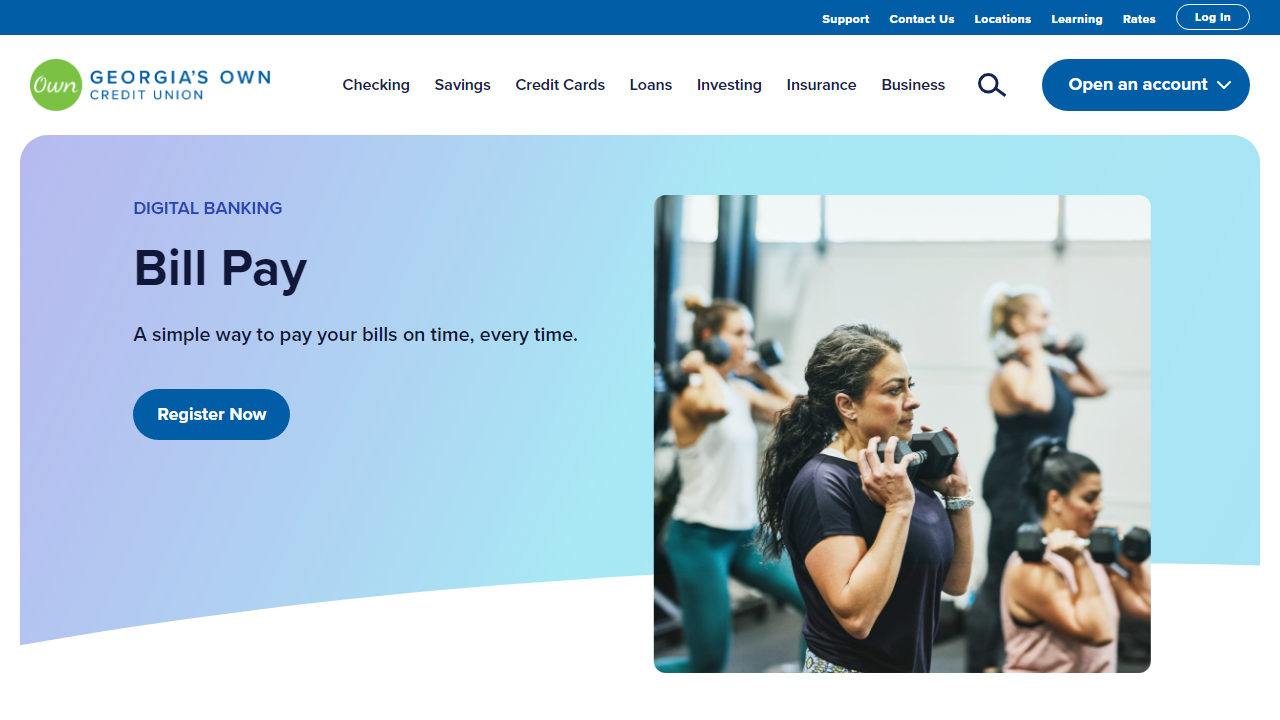 Support Contact Us Locations Learning Rates Log In
Own GEORGIA'S OWN
CREDIT UNION
Checking Savings Credit Cards Loans Investing Insurance Business Open an account
DIGITAL BANKING
Bill Pay
A simple way to pay your bills on time, every time.
Register Now